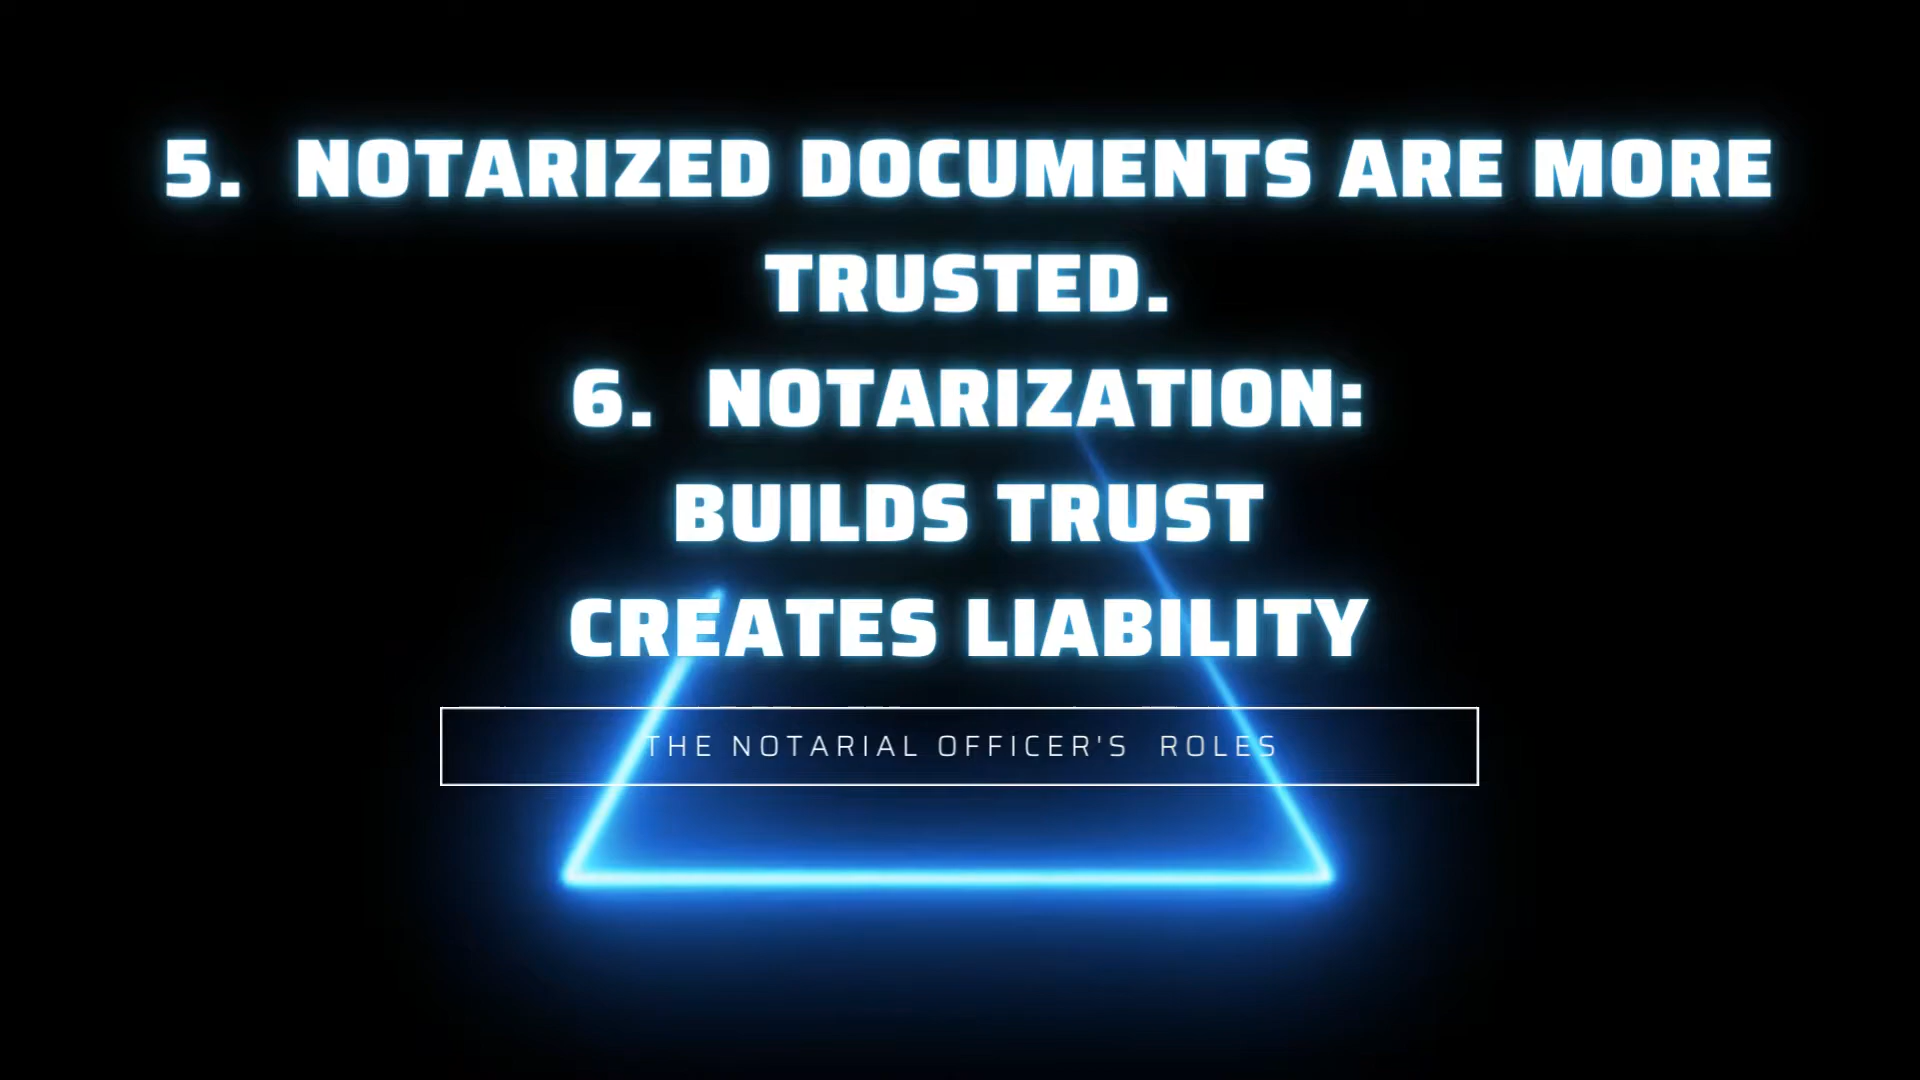 5. NOTARIZED DOCUMENTS ARE MORE
TRUSTED.
6. NOTARIZATION:
BUILDS TRUST
CREATES LIABILITY
THE NOTARIAL OFFICER'S ROLES